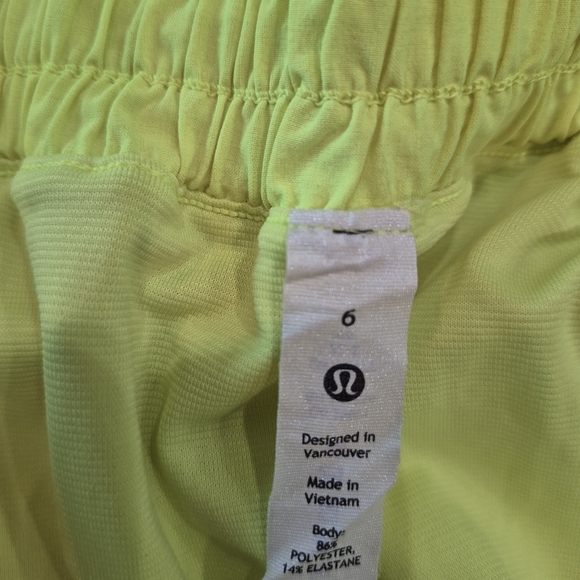 6
Designed in
Vancouver
Made in
Vietnam
Body:
86%
POLYESTER,
14% ELASTANE